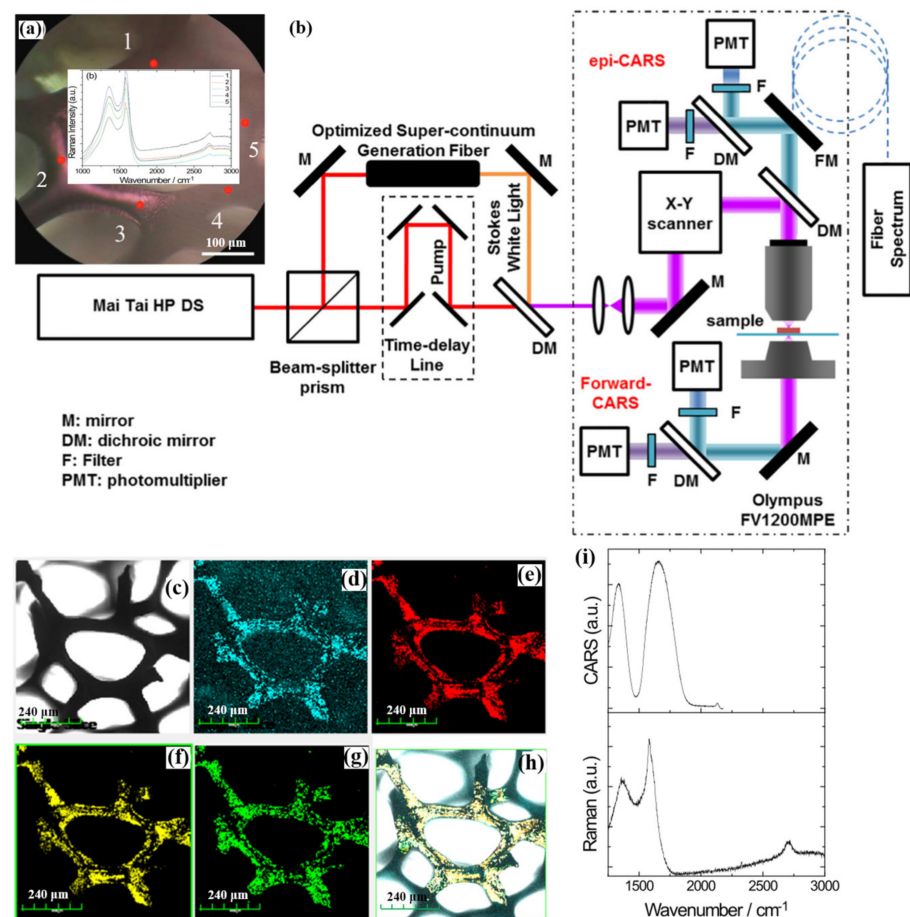 (a)
1
2
3
4
5
100 μm
(b)
1
2
3
4
5
Raman Intensity (a.u.)
1000 1500 2000 2500 3000
Wavenumber / cm⁻¹
(b)
Mai Tai HP DS
Beam-splitter
prism
M
Optimized Super-continuum
Generation Fiber
M
Pump
Time-delay
Line
Stokes
White Light
DM
epi-CARS
PMT
F
PMT
F
DM
FM
X-Y
scanner
DM
M
sample
Fiber
Spectrum
Forward-
CARS
PMT
F
PMT
F
DM
M
Olympus
FV1200MPE
M: mirror
DM: dichroic mirror
F: Filter
PMT: photomultiplier
(c)
240 μm
(d)
240 μm
(e)
240 μm
(f)
240 μm
(g)
240 μm
(h)
240 μm
(i)
CARS (a.u.)
Raman (a.u.)
1500 2000 2500 3000
Wavenumber / cm⁻¹